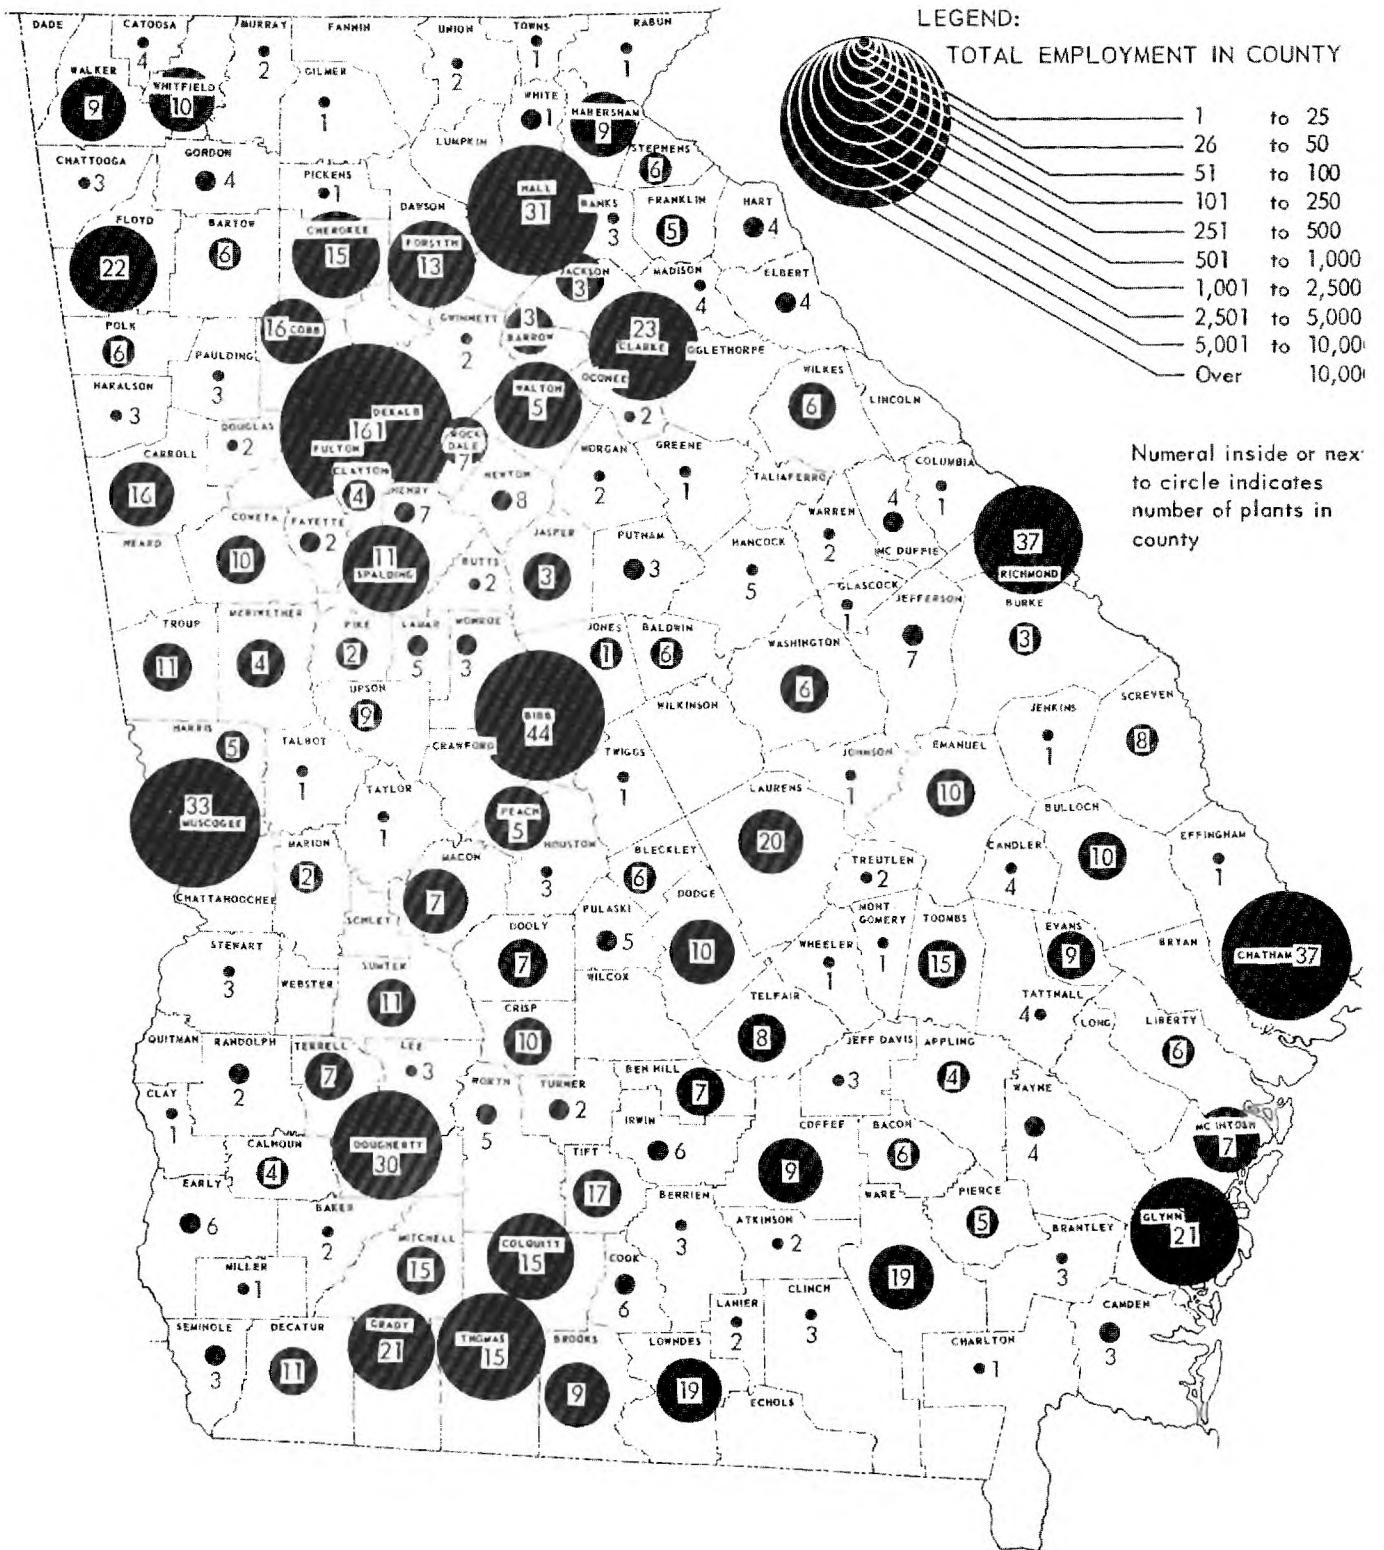 LEGEND:
TOTAL EMPLOYMENT IN COUNTY
1 to 25
26 to 50
51 to 100
101 to 250
251 to 500
501 to 1,000
1,001 to 2,500
2,501 to 5,000
5,001 to 10,00
Over 10,00
Numeral inside or nex
to circle indicates
number of plants in
county
DADE
CATOOSA 4
MURRAY 2
FANNIN
UNION 2
TOWNS 1
RABUN 1
WALKER 9
WHITFIELD 10
GILMER 1
WHITE 1
HABERSHAM 9
LUMPKIN
STEPHENS 6
CHATTOOGA 3
GORDON 4
PICKENS 1
DAWSON
HALL 31
BANKS 3
FRANKLIN 5
HART 4
FLOYD 22
BARTOW 6
CHEROKEE 15
FORSYTH 13
JACKSON 3
MADISON 4
ELBERT 4
POLK 6
16 COBB
GWINNETT 2
3 BARROW
23 CLARKE
OGLETHORPE
PAULDING 3
HARALSON 3
WALTON 5
OCONEE 2
WILKES 6
LINCOLN
DEKALB
161
FULTON
DOUGLAS 2
ROCK
DALE
7
CARROLL 16
CLAYTON 4
HENRY 7
NEWTON 8
MORGAN 2
GREENE 1
TALIAFERRO
COLUMBIA 1
HEARD
COWETA 10
FAYETTE 2
11 SPALDING
BUTTS 2
JASPER 3
PUTNAM 3
HANCOCK 5
WARREN 2
4 MC DUFFIE
37 RICHMOND
GLASCOCK 1
JEFFERSON 7
BURKE 3
TROUP 11
MERIWETHER 4
PIKE 2
LAMAR 5
MONROE 3
JONES 1
BALDWIN 6
WASHINGTON 6
UPSON 9
BIBB 44
WILKINSON
JENKINS 1
SCREVEN 8
HARRIS 5
TALBOT 1
CRAWFORD
TWIGGS 1
JOHNSON 1
EMANUEL 10
33 MUSCOGEE
TAYLOR 1
PEACH 5
LAURENS 20
BULLOCH 10
EFFINGHAM 1
MARION 2
MACON 7
HOUSTON 3
BLECKLEY 6
TREUTLEN 2
CANDLER 4
CHATTAHOOCHEE
SCHLEY
DOOLY 7
PULASKI 5
DODGE 10
MONT
GOMERY
1
TOOMBS 15
EVANS 9
BRYAN
CHATHAM 37
STEWART 3
WEBSTER
SUMTER 11
WILCOX
WHEELER 1
TATTNALL 4
CRISP 10
TELFAIR 8
LONG
LIBERTY 6
QUITMAN
RANDOLPH 2
TERRELL 7
LEE 3
WORTH 5
TURNER 2
BEN HILL 7
JEFF DAVIS 3
APPLING 4
WAYNE 4
CLAY 1
CALHOUN 4
DOUGHERTY 30
IRWIN 6
COFFEE 9
BACON 6
MC INTOSH 7
EARLY 6
BAKER 2
TIFT 17
BERRIEN 3
WARE 19
PIERCE 5
ATKINSON 2
BRANTLEY 3
GLYNN 21
MILLER 1
MITCHELL 15
COLQUITT 15
COOK 6
LANIER 2
CLINCH 3
CAMDEN 3
SEMINOLE 3
DECATUR 11
GRADY 21
THOMAS 15
BROOKS 9
LOWNDES 19
ECHOLS
CHARLTON 1